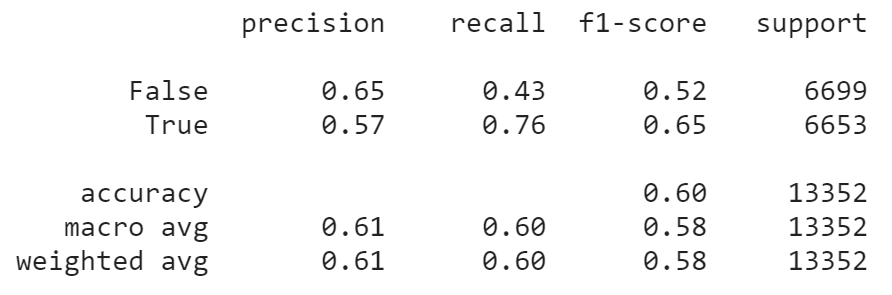 precision recall f1-score support
False 0.65 0.43 0.52 6699
True 0.57 0.76 0.65 6653
accuracy 0.60 13352
macro avg 0.61 0.60 0.58 13352
weighted avg 0.61 0.60 0.58 13352